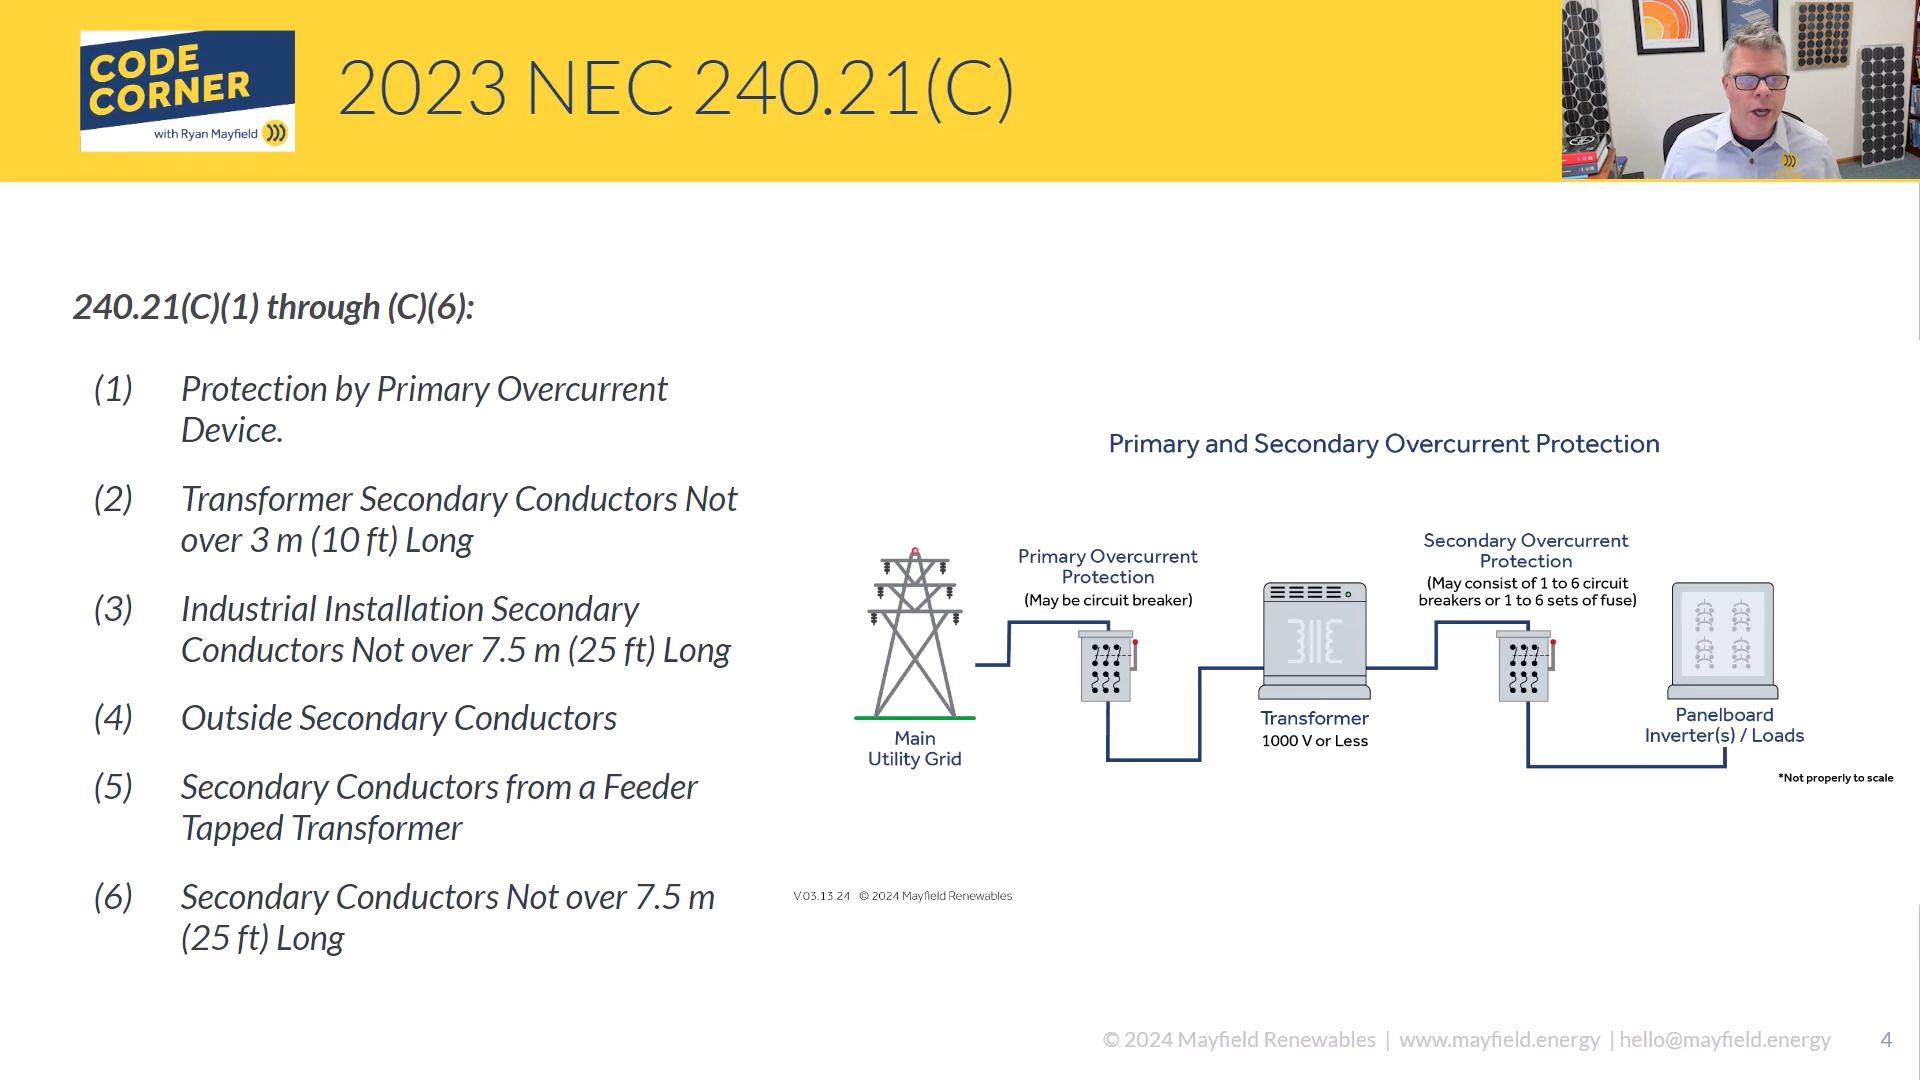 CODE
CORNER
with Ryan Mayfield
2023 NEC 240.21(C)
240.21(C)(1) through (C)(6):
(1) Protection by Primary Overcurrent
Device.
(2) Transformer Secondary Conductors Not
over 3 m (10 ft) Long
(3) Industrial Installation Secondary
Conductors Not over 7.5 m (25 ft) Long
(4) Outside Secondary Conductors
(5) Secondary Conductors from a Feeder
Tapped Transformer
(6) Secondary Conductors Not over 7.5 m
(25 ft) Long
Primary and Secondary Overcurrent Protection
Main
Utility Grid
Primary Overcurrent
Protection
(May be circuit breaker)
Transformer
1000 V or Less
Secondary Overcurrent
Protection
(May consist of 1 to 6 circuit
breakers or 1 to 6 sets of fuse)
Panelboard
Inverter(s) / Loads
*Not properly to scale
V.03.13.24 © 2024 Mayfield Renewables
© 2024 Mayfield Renewables | www.mayfield.energy | hello@mayfield.energy 4